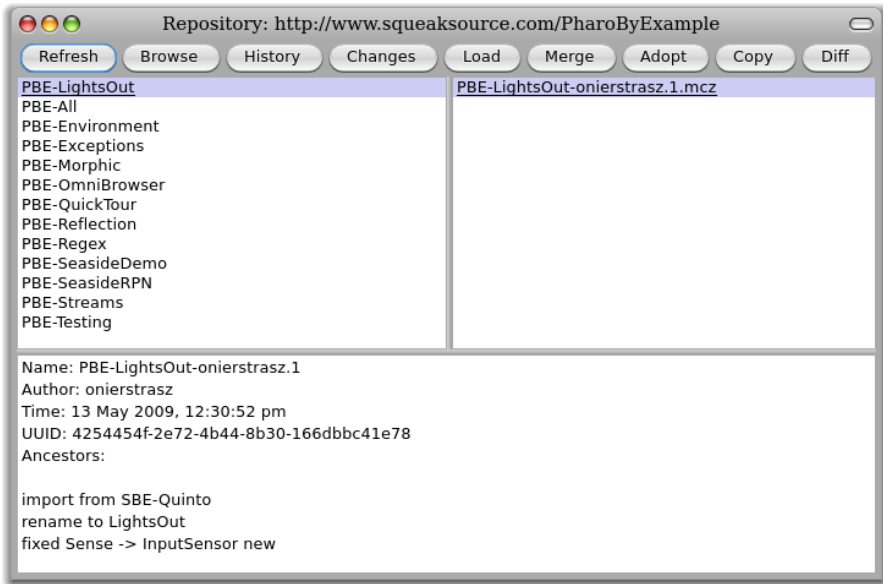 Repository: http://www.squeaksource.com/PharoByExample
Refresh Browse History Changes Load Merge Adopt Copy Diff
PBE-LightsOut
PBE-All
PBE-Environment
PBE-Exceptions
PBE-Morphic
PBE-OmniBrowser
PBE-QuickTour
PBE-Reflection
PBE-Regex
PBE-SeasideDemo
PBE-SeasideRPN
PBE-Streams
PBE-Testing
PBE-LightsOut-onierstrasz.1.mcz
Name: PBE-LightsOut-onierstrasz.1
Author: onierstrasz
Time: 13 May 2009, 12:30:52 pm
UUID: 4254454f-2e72-4b44-8b30-166dbbc41e78
Ancestors:
import from SBE-Quinto
rename to LightsOut
fixed Sense -> InputSensor new